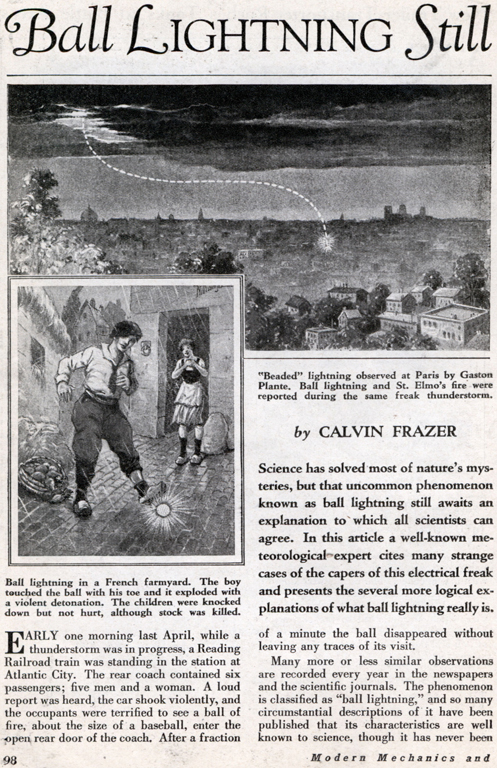 Ball Lightning Still
"Beaded" lightning observed at Paris by Gaston
Plante. Ball lightning and St. Elmo's fire were
reported during the same freak thunderstorm.
by CALVIN FRAZER
Science has solved most of nature's mys-
teries, but that uncommon phenomenon
known as ball lightning still awaits an
explanation to which all scientists can
agree. In this article a well-known me-
teorological expert cites many strange
cases of the capers of this electrical freak
and presents the several more logical ex-
planations of what ball lightning really is.
Ball lightning in a French farmyard. The boy
touched the ball with his toe and it exploded with
a violent detonation. The children were knocked
down but not hurt, although stock was killed.
EARLY one morning last April, while a
thunderstorm was in progress, a Reading
Railroad train was standing in the station at
Atlantic City. The rear coach contained six
passengers; five men and a woman. A loud
report was heard, the car shook violently, and
the occupants were terrified to see a ball of
fire, about the size of a baseball, enter the
open rear door of the coach. After a fraction
of a minute the ball disappeared without
leaving any traces of its visit.
Many more or less similar observations
are recorded every year in the newspapers
and the scientific journals. The phenomenon
is classified as "ball lightning," and so many
circumstantial descriptions of it have been
published that its characteristics are well
known to science, though it has never been
98
Modern Mechanics and